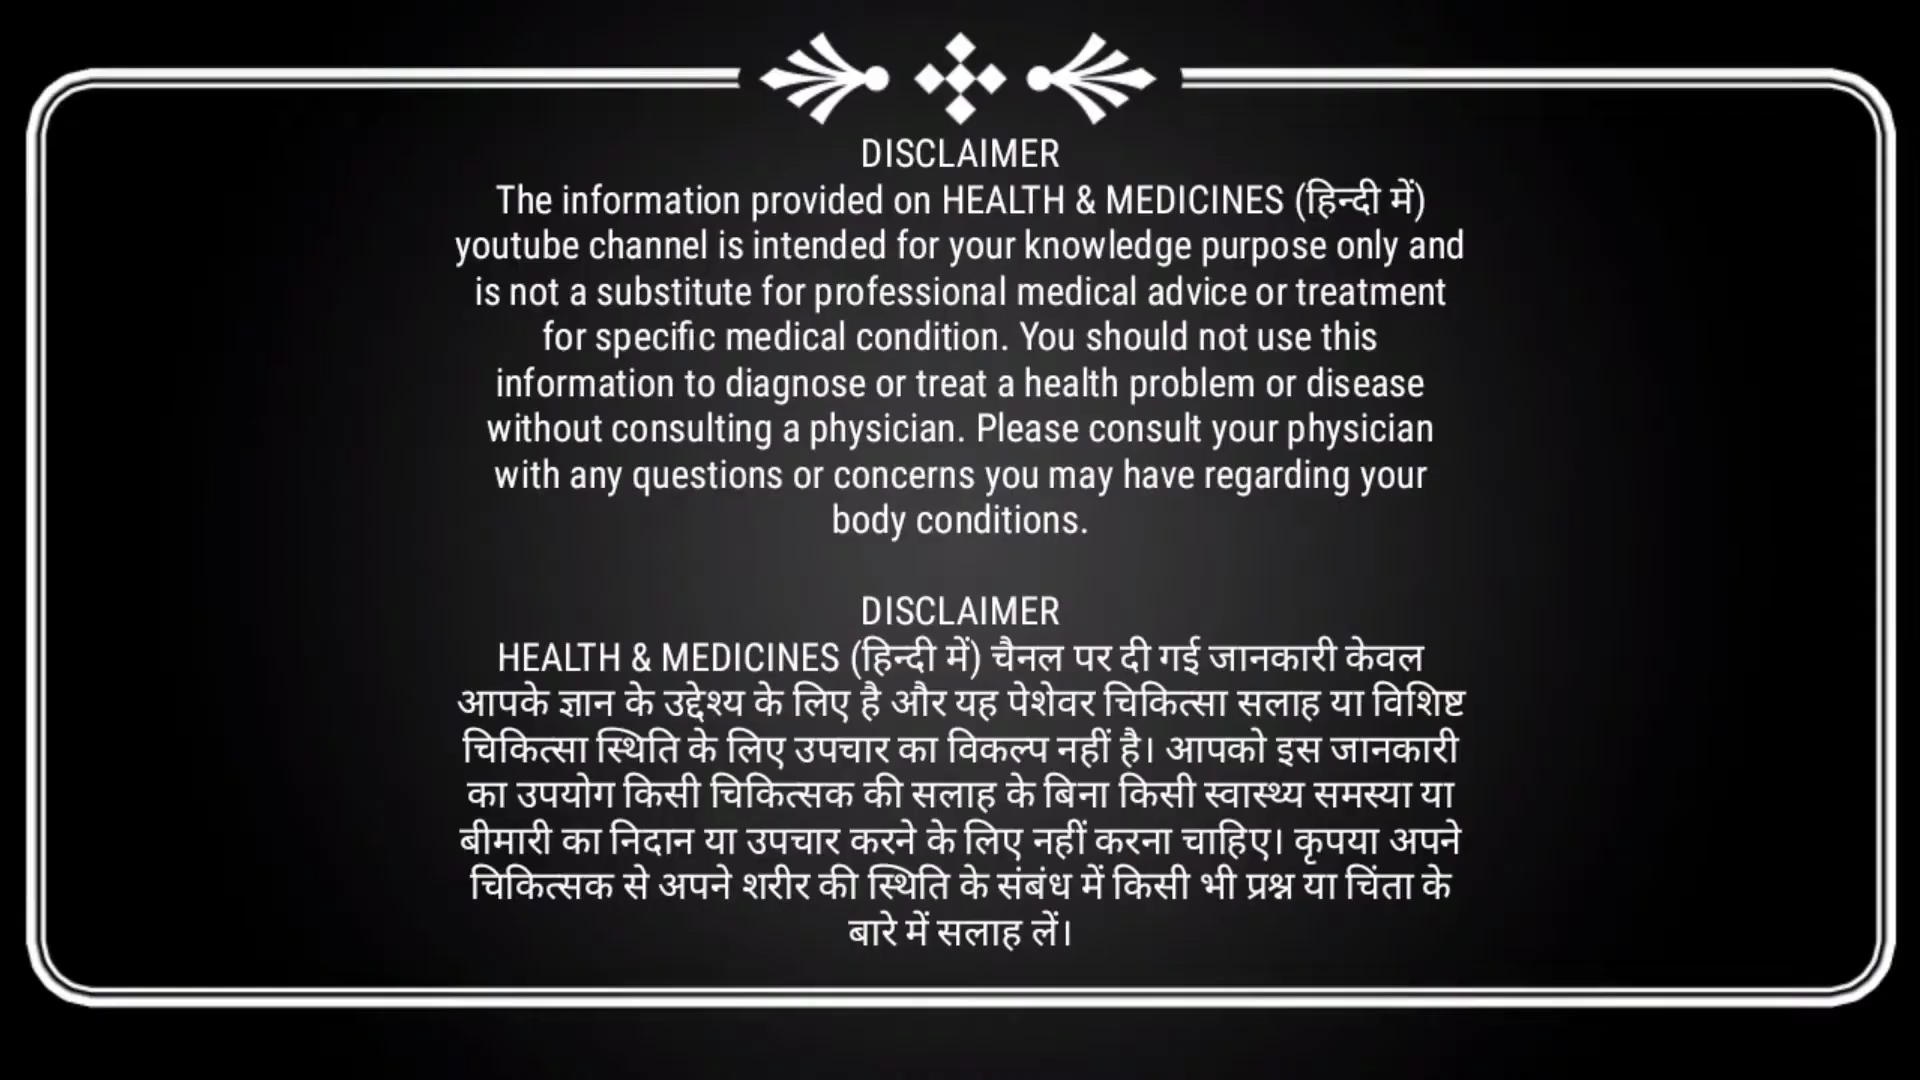 DISCLAIMER
The information provided on HEALTH & MEDICINES (हिन्दी में)
youtube channel is intended for your knowledge purpose only and
is not a substitute for professional medical advice or treatment
for specific medical condition. You should not use this
information to diagnose or treat a health problem or disease
without consulting a physician. Please consult your physician
with any questions or concerns you may have regarding your
body conditions.
DISCLAIMER
HEALTH & MEDICINES (हिन्दी में) चैनल पर दी गई जानकारी केवल
आपके ज्ञान के उद्देश्य के लिए है और यह पेशेवर चिकित्सा सलाह या विशिष्ट
चिकित्सा स्थिति के लिए उपचार का विकल्प नहीं है। आपको इस जानकारी
का उपयोग किसी चिकित्सक की सलाह के बिना किसी स्वास्थ्य समस्या या
बीमारी का निदान या उपचार करने के लिए नहीं करना चाहिए। कृपया अपने
चिकित्सक से अपने शरीर की स्थिति के संबंध में किसी भी प्रश्न या चिंता के
बारे में सलाह लें।